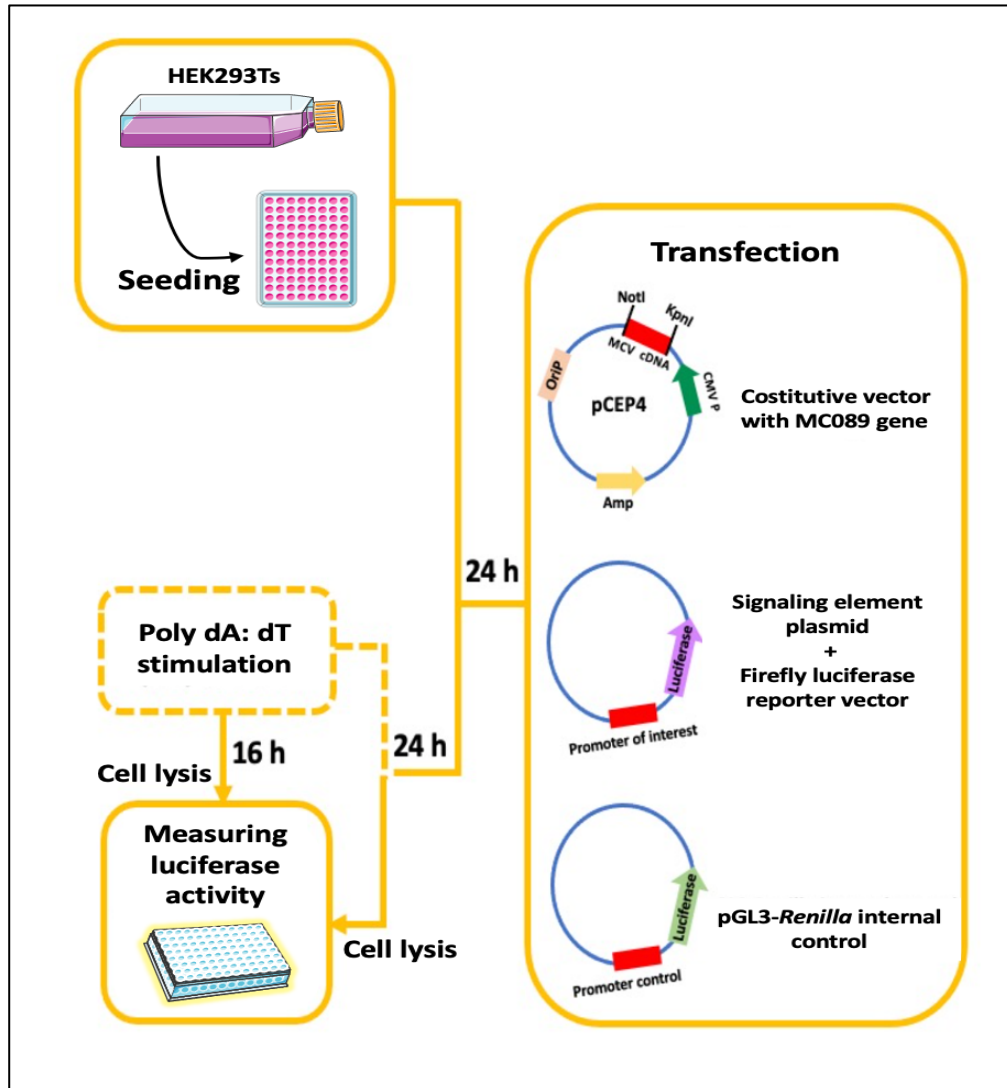 HEK293Ts
Seeding
Transfection
NotI
KpnI
MCV cDNA
OriP
CMV P
pCEP4
Amp
Costitutive vector
with MC089 gene
24 h
Luciferase
Promoter of interest
Signaling element
plasmid
+
Firefly luciferase
reporter vector
Poly dA: dT
stimulation
16 h
24 h
Cell lysis
Measuring
luciferase
activity
Cell lysis
Luciferase
Promoter control
pGL3-Renilla internal
control